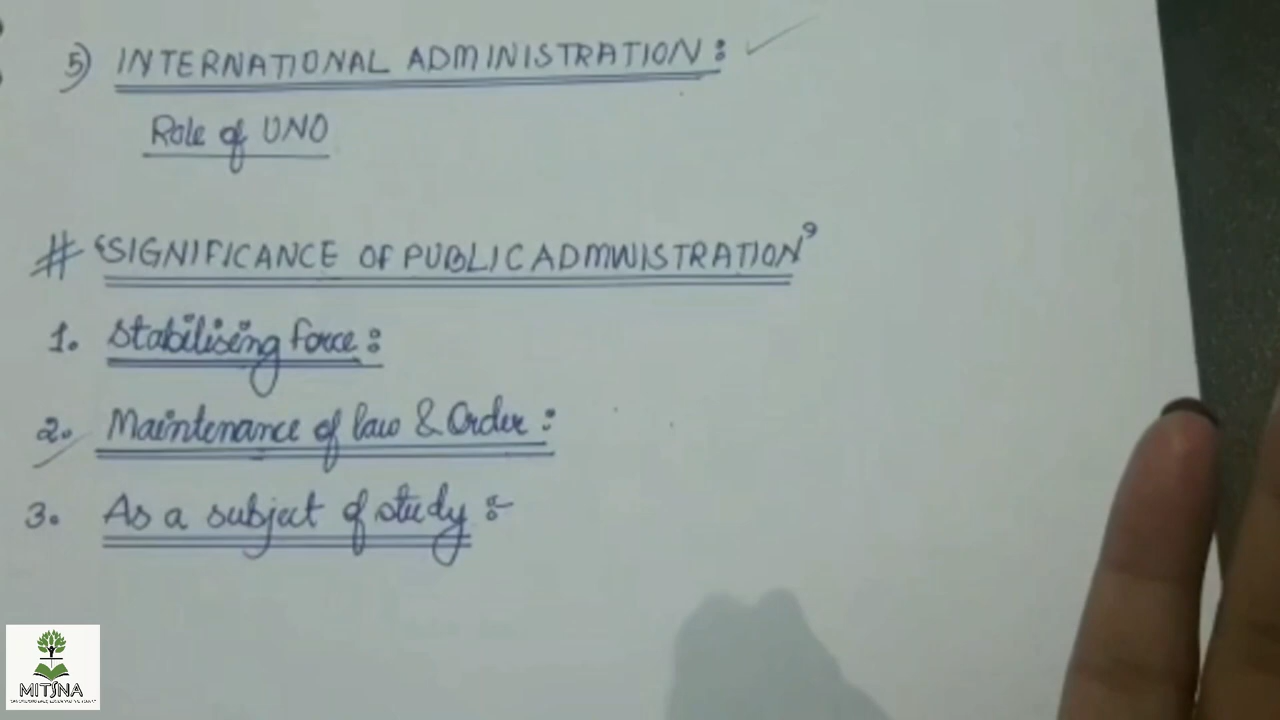 5) INTERNATIONAL ADMINISTRATION:
Role of UNO
# 'SIGNIFICANCE OF PUBLIC ADMINISTRATION'
1. Stabilising force:
2. Maintenance of law & Order:
3. As a subject of study :-
MITSNA